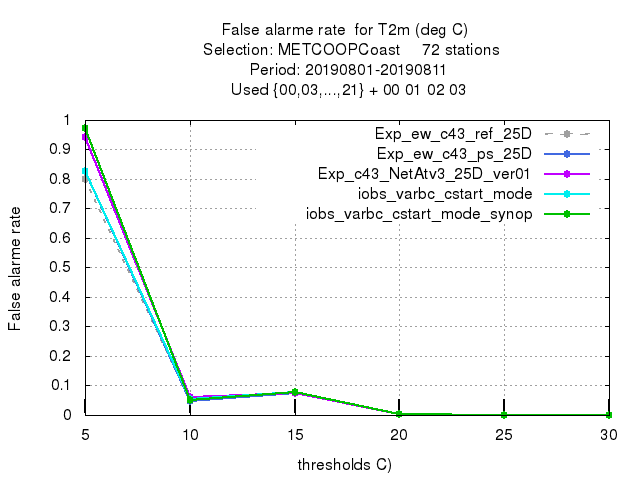 False alarme rate  for T2m (deg C)
Selection: METCOOPCoast     72 stations
Period: 20190801-20190811
Used {00,03,...,21} + 00 01 02 03
Exp_ew_c43_ref_25D
Exp_ew_c43_ps_25D
Exp_c43_NetAtv3_25D_ver01
iobs_varbc_cstart_mode
iobs_varbc_cstart_mode_synop
1
0.9
0.8
0.7
0.6
0.5
0.4
0.3
0.2
0.1
0
False alarme rate
5 10 15 20 25 30
thresholds C)